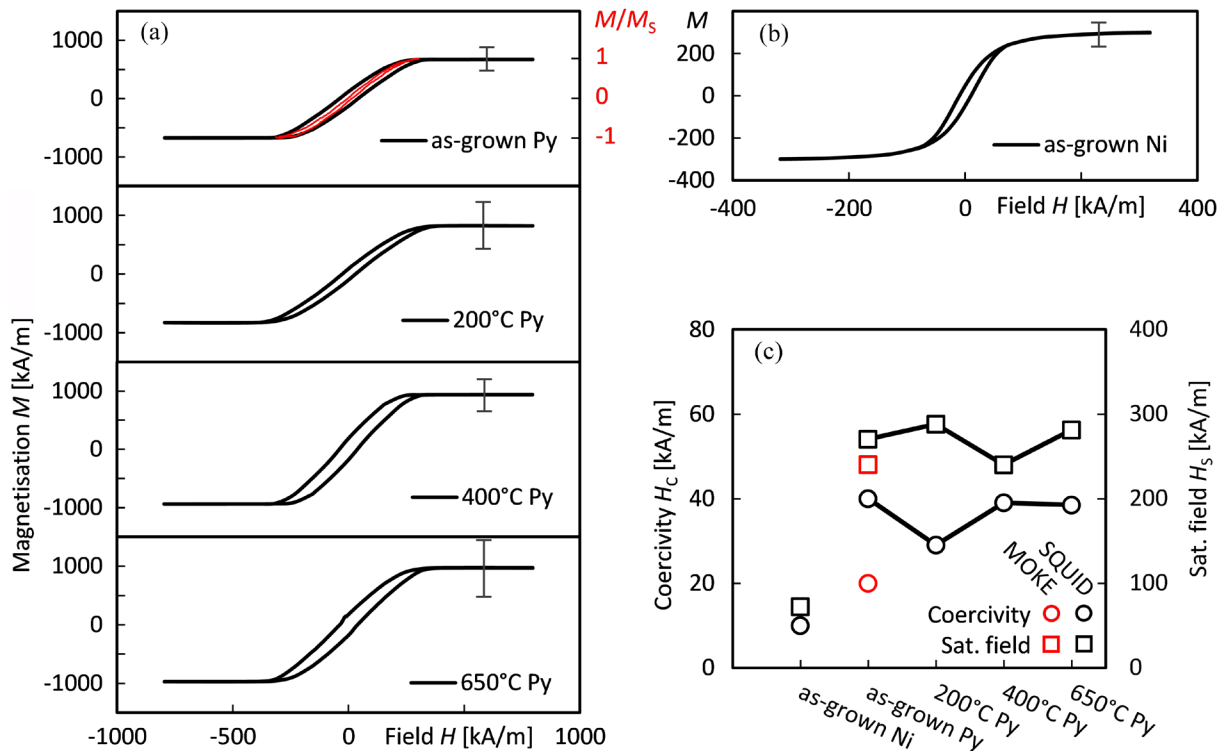 (a)
M/MS
1000
0
-1000
1
0
-1
as-grown Py
1000
0
-1000
200°C Py
1000
0
-1000
400°C Py
1000
0
-1000
650°C Py
Magnetisation M [kA/m]
-1000 -500 0 Field H [kA/m] 1000
M
(b)
200
0
-200
-400
as-grown Ni
-400 -200 0 Field H [kA/m] 400
(c)
80
60
40
20
0
Coercivity HC [kA/m]
400
300
200
100
0
Sat. field HS [kA/m]
MOKE
SQUID
Coercivity
Sat. field
as-grown Ni
as-grown Py
200°C Py
400°C Py
650°C Py